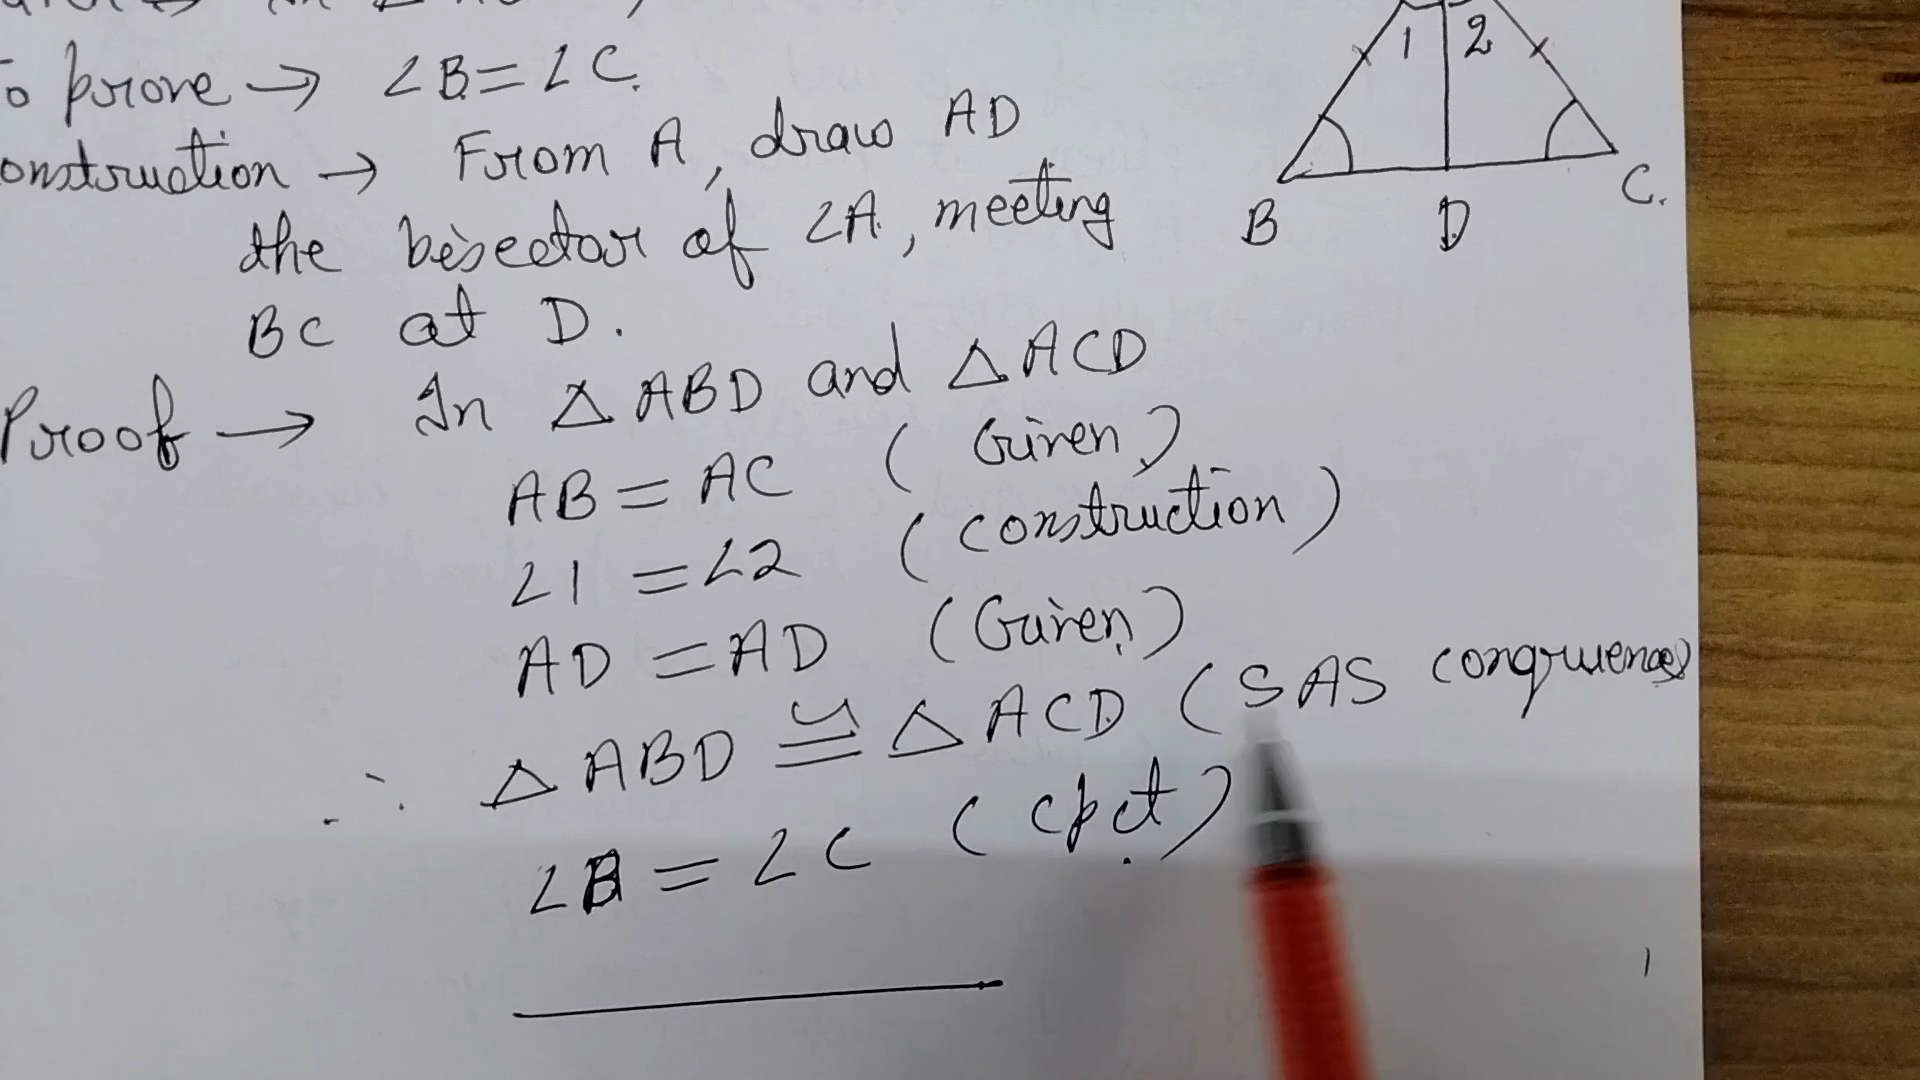 To prove → ∠B = ∠C.
onstruction → From A, draw AD
the bisector of ∠A, meeting
BC at D.
Proof → In △ABD and △ACD
AB = AC (Given)
∠1 = ∠2 (construction)
AD = AD (Given)
∴ △ABD ≅ △ACD (SAS congruence)
∠B = ∠C (cpct)
1 2
B D C.